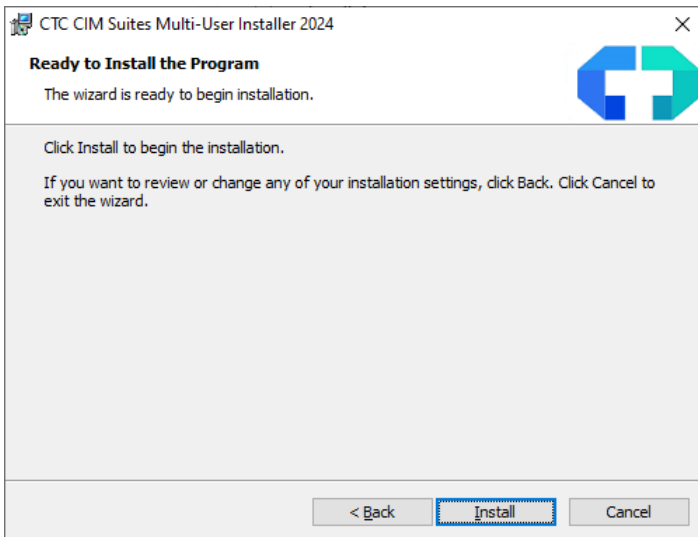 CTC CIM Suites Multi-User Installer 2024
Ready to Install the Program
The wizard is ready to begin installation.
Click Install to begin the installation.
If you want to review or change any of your installation settings, click Back. Click Cancel to
exit the wizard.
< Back Install Cancel